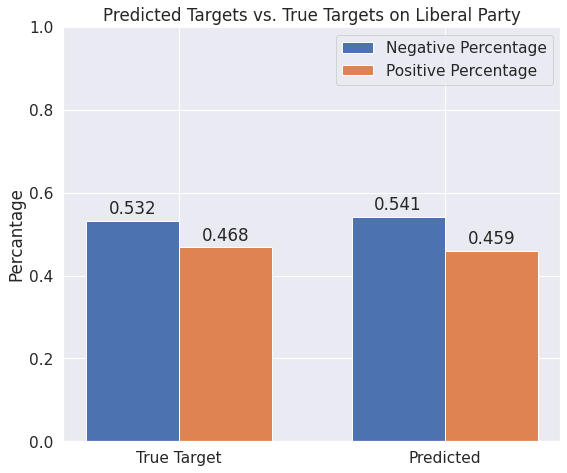 Predicted Targets vs. True Targets on Liberal Party
Negative Percentage
Positive Percentage
Percantage
1.0
0.8
0.6
0.4
0.2
0.0
0.532
0.468
0.541
0.459
True Target
Predicted